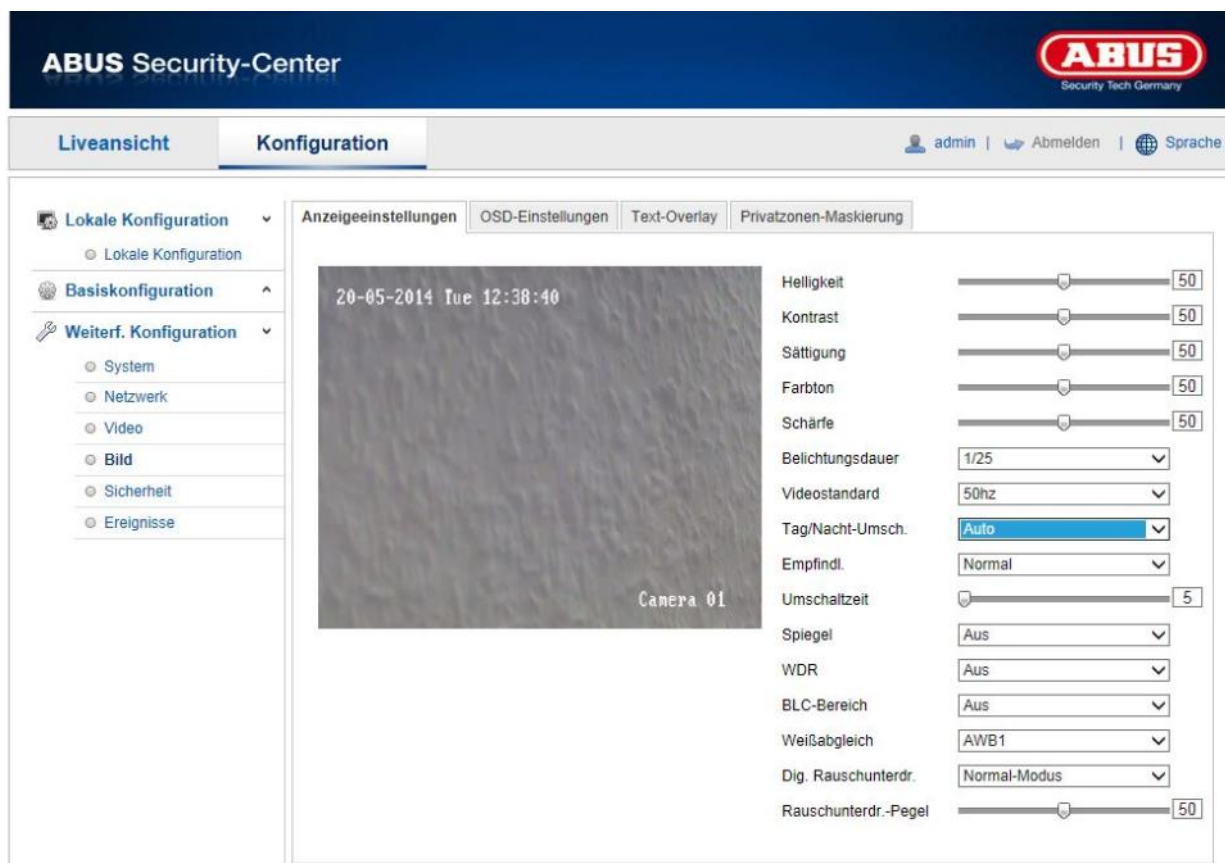 ABUS Security-Center
ABUS
Security Tech Germany
Liveansicht
Konfiguration
admin | Abmelden | Sprache
Lokale Konfiguration
Lokale Konfiguration
Basiskonfiguration
Weiterf. Konfiguration
System
Netzwerk
Video
Bild
Sicherheit
Ereignisse
Anzeigeeinstellungen
OSD-Einstellungen
Text-Overlay
Privatzonen-Maskierung
20-05-2014 Tue 12:38:40
Camera 01
Helligkeit 50
Kontrast 50
Sättigung 50
Farbton 50
Schärfe 50
Belichtungsdauer 1/25
Videostandard 50hz
Tag/Nacht-Umsch. Auto
Empfindl. Normal
Umschaltzeit 5
Spiegel Aus
WDR Aus
BLC-Bereich Aus
Weißabgleich AWB1
Dig. Rauschunterdr. Normal-Modus
Rauschunterdr.-Pegel 50